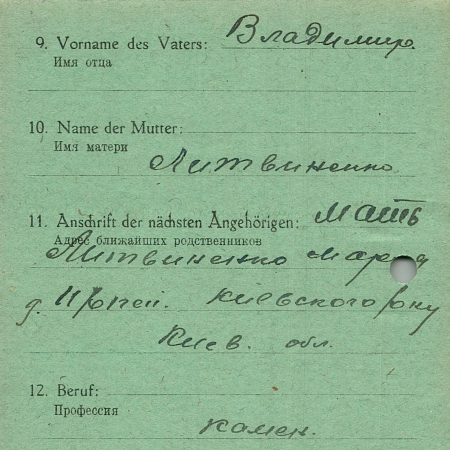 9. Vorname des Vaters: Владимир.
Имя отца
10. Name der Mutter:
Имя матери
Литвиненко
11. Anschrift der nächsten Angehörigen: Мать
Адрес ближайших родственников
Литвиненко Мария
д. Ирпей. Киевского р/ну
Киев. обл.
12. Beruf:
Профессия
камен.